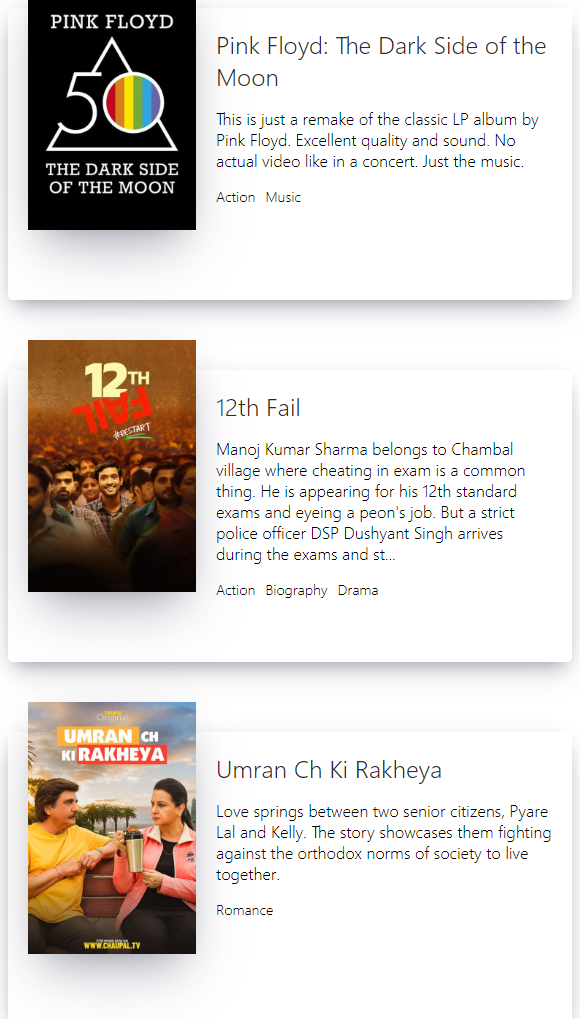 PINK FLOYD
50
THE DARK SIDE
OF THE MOON
Pink Floyd: The Dark Side of the
Moon
This is just a remake of the classic LP album by
Pink Floyd. Excellent quality and sound. No
actual video like in a concert. Just the music.
Action Music
12TH
FAIL
#RESTART
12th Fail
Manoj Kumar Sharma belongs to Chambal
village where cheating in exam is a common
thing. He is appearing for his 12th standard
exams and eyeing a peon's job. But a strict
police officer DSP Dushyant Singh arrives
during the exams and st...
Action Biography Drama
Original
UMRAN CH
KI RAKHEYA
WWW.CHAUPAL.TV
Umran Ch Ki Rakheya
Love springs between two senior citizens, Pyare
Lal and Kelly. The story showcases them fighting
against the orthodox norms of society to live
together.
Romance